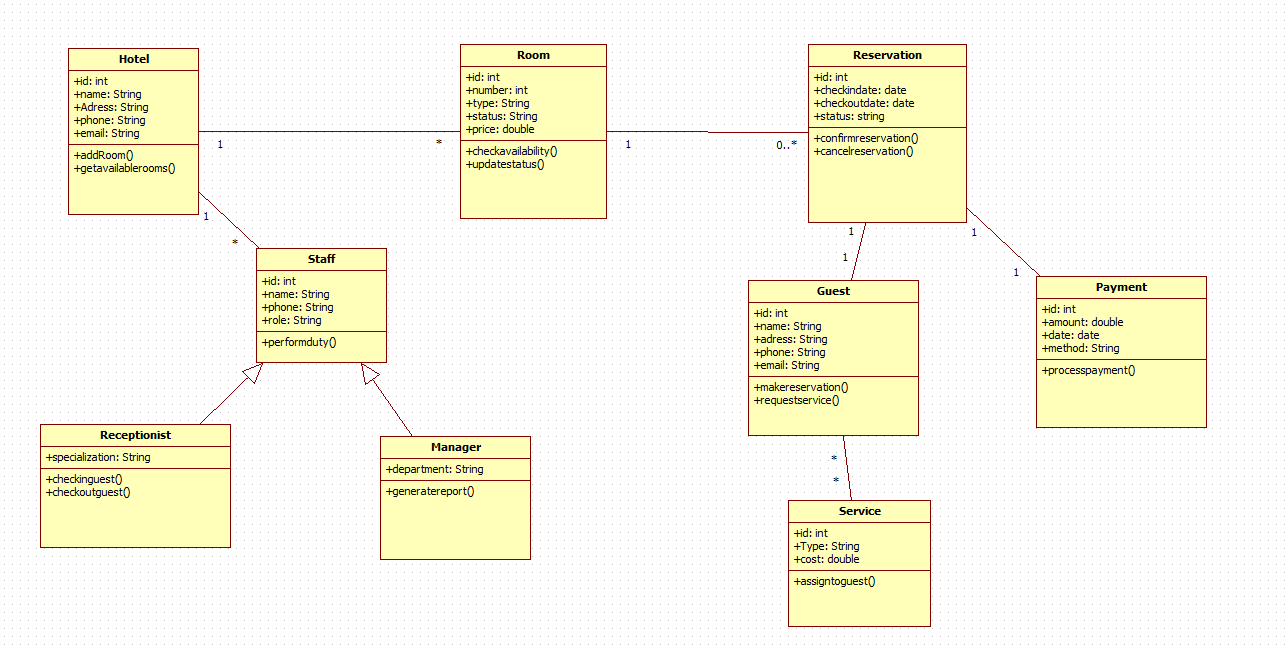 Hotel
+id: int
+name: String
+Adress: String
+phone: String
+email: String
+addRoom()
+getavailablerooms()
1
*
Room
+id: int
+number: int
+type: String
+status: String
+price: double
+checkavailability()
+updatestatus()
1
0..*
Reservation
+id: int
+checkindate: date
+checkoutdate: date
+status: string
+confirmreservation()
+cancelreservation()
1
*
Staff
+id: int
+name: String
+phone: String
+role: String
+performduty()
1
1
Guest
+id: int
+name: String
+adress: String
+phone: String
+email: String
+makereservation()
+requestservice()
1
1
Payment
+id: int
+amount: double
+date: date
+method: String
+processpayment()
Receptionist
+specialization: String
+checkinguest()
+checkoutguest()
Manager
+department: String
+generatereport()
*
*
Service
+id: int
+Type: String
+cost: double
+assigntoguest()